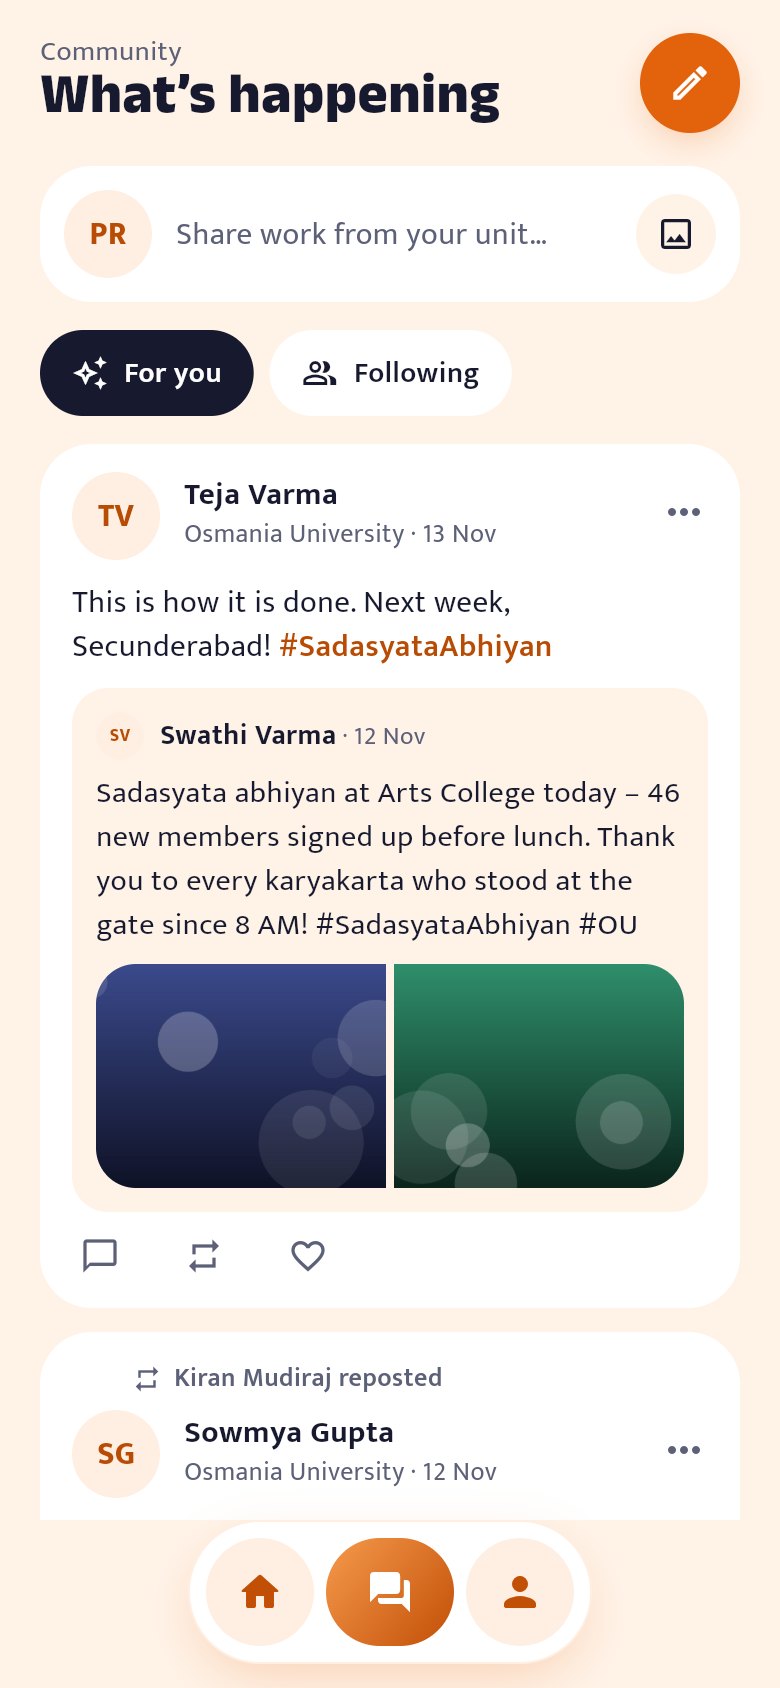 Community
What's happening
PR
Share work from your unit...
For you
Following
TV
Teja Varma
Osmania University · 13 Nov
This is how it is done. Next week,
Secunderabad! #SadasyataAbhiyan
SV
Swathi Varma · 12 Nov
Sadasyata abhiyan at Arts College today – 46
new members signed up before lunch. Thank
you to every karyakarta who stood at the
gate since 8 AM! #SadasyataAbhiyan #OU
Kiran Mudiraj reposted
SG
Sowmya Gupta
Osmania University · 12 Nov